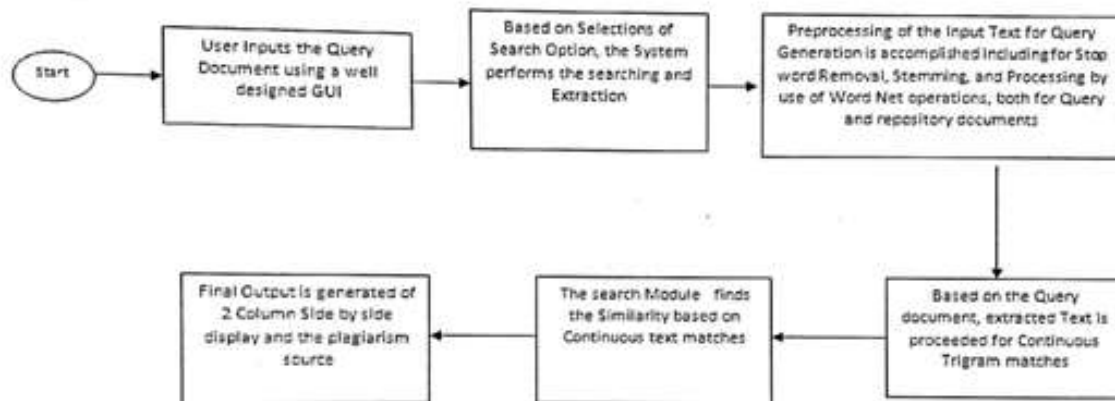 Start
User Inputs the Query
Document using a well
designed GUI
Based on Selections of
Search Option, the System
performs the searching and
Extraction
Preprocessing of the Input Text for Query
Generation is accomplished including for Stop
word Removal, Stemming, and Processing by
use of Word Net operations, both for Query
and repository documents
Based on the Query
document, extracted Text is
proceeded for Continuous
Trigram matches
The search Module finds
the Similarity based on
Continuous text matches
Final Output is generated of
2 Column Side by side
display and the plagiarism
source